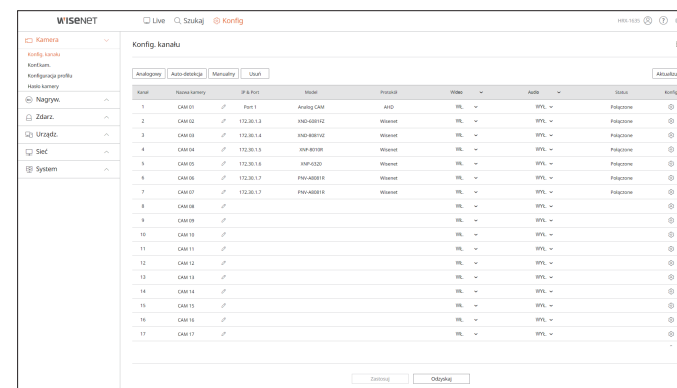 WISENET Live Szukaj Konfig HRX-1635
Kamera
Konfig. kanału
Konf.kam.
Konfiguracja profilu
Hasło kamery
Nagryw.
Zdarz.
Urządz.
Sieć
System
Konfig. kanału
Analogowy Auto-detekcja Manualny Usuń
Kanał Nazwa kamery IP & Port Model Protokół Wideo Audio Status
1 CAM 01 Port 1 Analog CAM AHD WŁ. WYŁ. Połączone
2 CAM 02 172.30.1.3 XND-6081FZ Wisenet WŁ. WYŁ. Połączone
3 CAM 03 172.30.1.4 XND-8081VZ Wisenet WŁ. WYŁ. Połączone
4 CAM 04 172.30.1.5 XNF-8010R Wisenet WŁ. WYŁ. Połączone
5 CAM 05 172.30.1.6 XNP-6320 Wisenet WŁ. WYŁ. Połączone
6 CAM 06 172.30.1.7 PNV-A9081R Wisenet WŁ. WYŁ. Połączone
7 CAM 07 172.30.1.7 PNV-A9081R Wisenet WŁ. WYŁ. Połączone
8 CAM 08 WŁ. WYŁ.
9 CAM 09 WŁ. WYŁ.
10 CAM 10 WŁ. WYŁ.
11 CAM 11 WŁ. WYŁ.
12 CAM 12 WŁ. WYŁ.
13 CAM 13 WŁ. WYŁ.
14 CAM 14 WŁ. WYŁ.
15 CAM 15 WŁ. WYŁ.
16 CAM 16 WŁ. WYŁ.
17 CAM 17 WŁ. WYŁ.
Zastosuj Odzyskaj